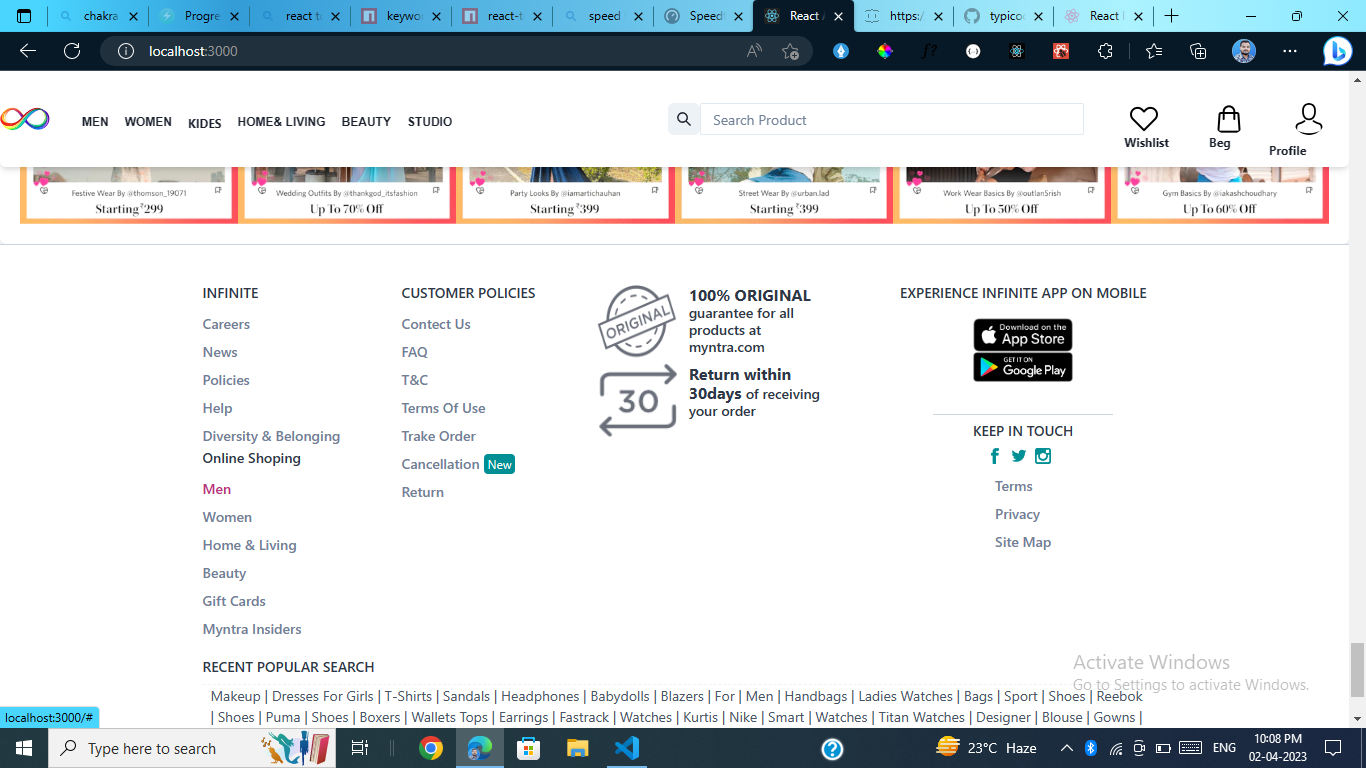 chakra
Progre
react ta
keywor
react-t
speed
Speedt
React A
https:/
typico
React I
localhost:3000
MEN WOMEN KIDES HOME& LIVING BEAUTY STUDIO
Search Product
Wishlist
Beg
Profile
Festive Wear By @thomson_19071
Starting ₹299
Wedding Outfits By @thankgod_itsfashion
Up To 70% Off
Party Looks By @iamartichauhan
Starting ₹399
Street Wear By @urban.lad
Starting ₹399
Work Wear Basics By @outlan5rish
Up To 50% Off
Gym Basics By @iakashchoudhary
Up To 60% Off
INFINITE
Careers
News
Policies
Help
Diversity & Belonging
Online Shoping
Men
Women
Home & Living
Beauty
Gift Cards
Myntra Insiders
CUSTOMER POLICIES
Contect Us
FAQ
T&C
Terms Of Use
Trake Order
Cancellation New
Return
ORIGINAL
100% ORIGINAL
guarantee for all
products at
myntra.com
30
Return within
30days of receiving
your order
EXPERIENCE INFINITE APP ON MOBILE
Download on the
App Store
GET IT ON
Google Play
KEEP IN TOUCH
Terms
Privacy
Site Map
RECENT POPULAR SEARCH
Makeup | Dresses For Girls | T-Shirts | Sandals | Headphones | Babydolls | Blazers | For | Men | Handbags | Ladies Watches | Bags | Sport | Shoes | Reebok
| Shoes | Puma | Shoes | Boxers | Wallets Tops | Earrings | Fastrack | Watches | Kurtis | Nike | Smart | Watches | Titan Watches | Designer | Blouse | Gowns |
Activate Windows
Go to Settings to activate Windows.
localhost:3000/#
Type here to search
23°C Haze
ENG
10:08 PM
02-04-2023